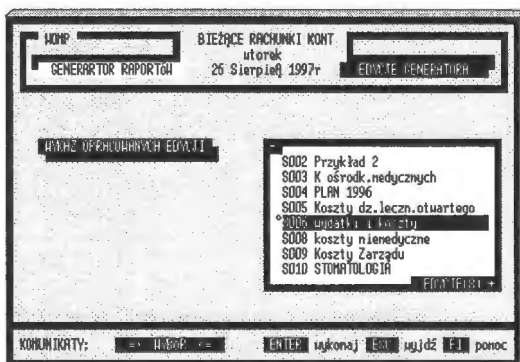 WOMP
BIEŻĄCE RACHUNKI KONT
wtorek
GENERARTOR RAPORTÓW
26 Sierpień 1997r
EDYCJE GENERATORA
WYKAZ OPRACOWANYCH EDYCJI
S002 Przykład 2
S003 K ośrodk.medycznych
S004 PLAN 1996
S005 Koszty dz.leczn.otwartego
S006 wydatki i koszty
S008 koszty niemedyczne
S009 Koszty Zarządu
S010 STOMATOLOGIA
KOMUNIKATY:
=> WYBÓR <=
ENTER wykonaj ESC wyjdź F1 pomoc